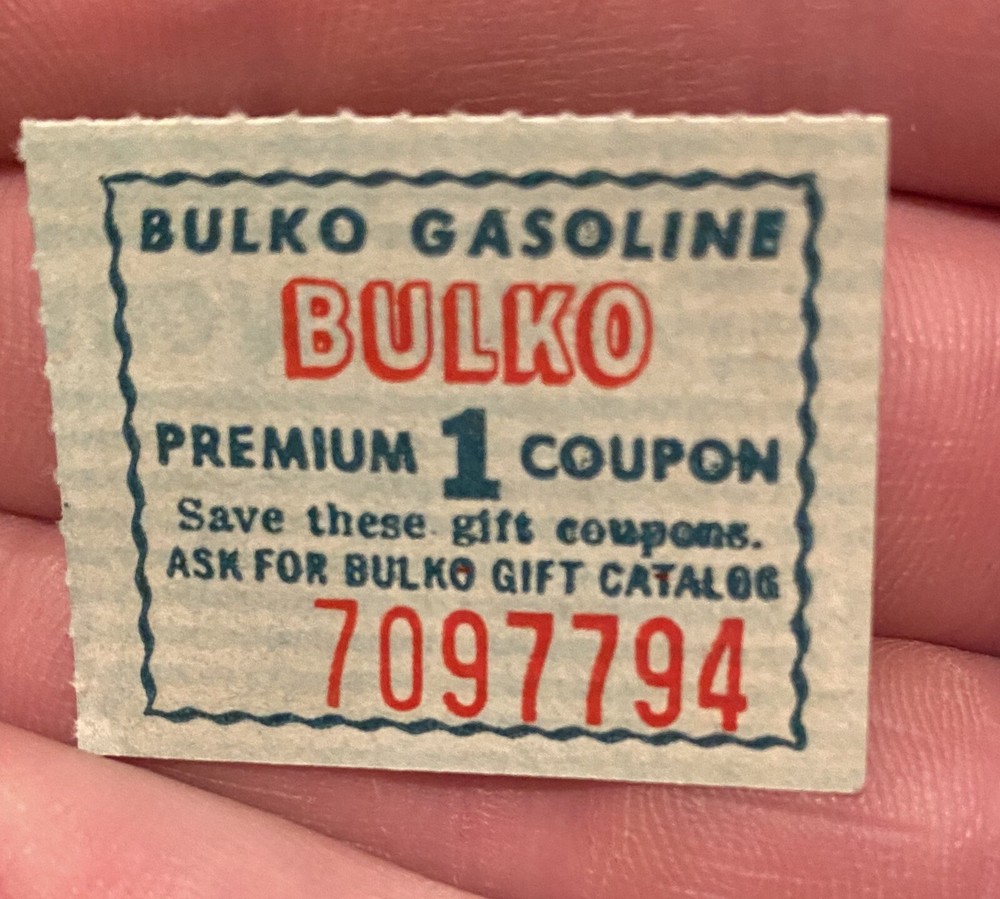 BULKO GASOLINE
BULKO
PREMIUM 1 COUPON
Save these gift coupons.
ASK FOR BULKO GIFT CATALOG
7097794